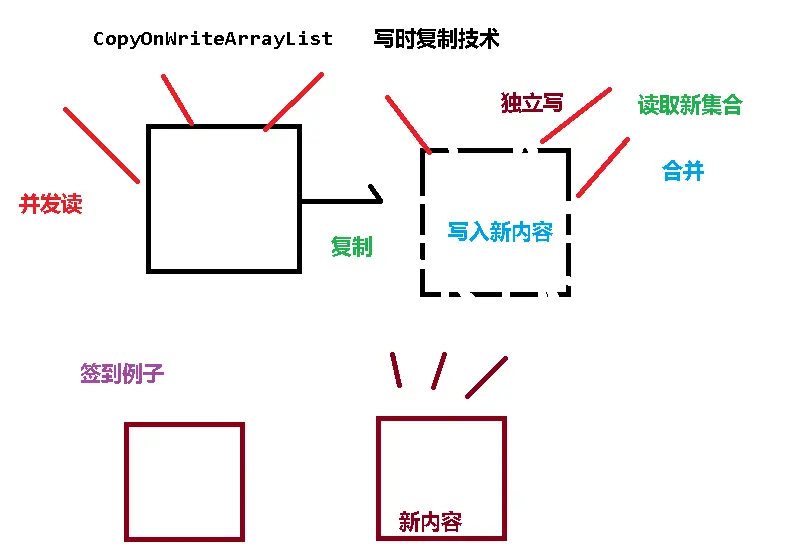 CopyOnWriteArrayList 写时复制技术
独立写
读取新集合
合并
并发读
写入新内容
复制
签到例子
新内容